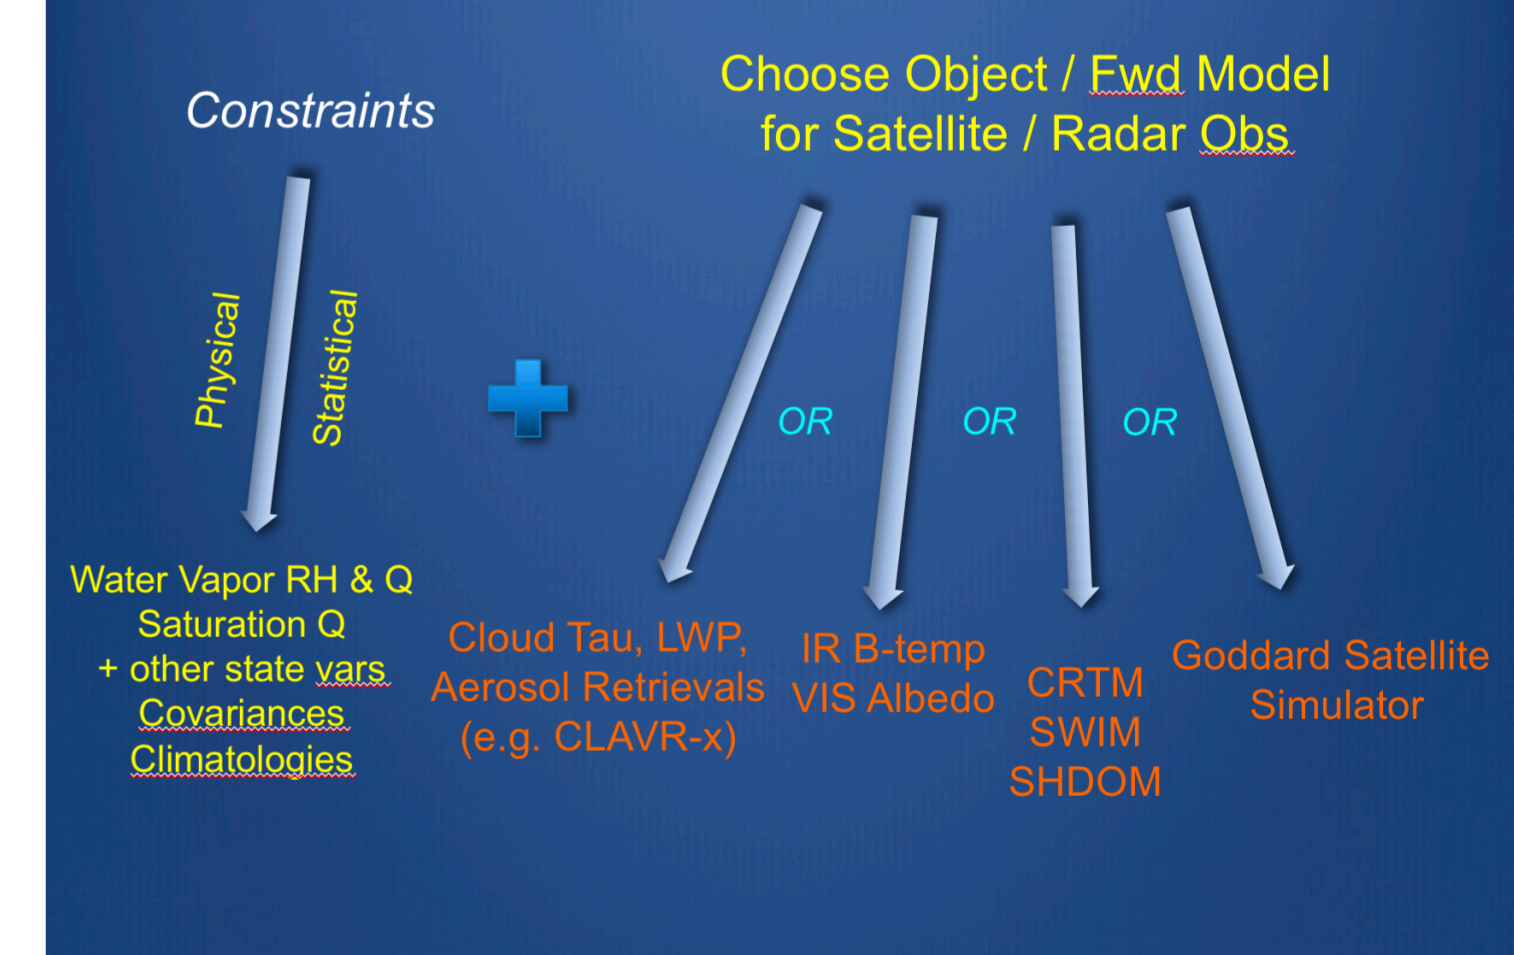 Constraints
Choose Object / Fwd Model
for Satellite / Radar Obs
Physical
Statistical
OR
OR
OR
Water Vapor RH & Q
Saturation Q
+ other state vars
Covariances
Climatologies
Cloud Tau, LWP,
Aerosol Retrievals
(e.g. CLAVR-x)
IR B-temp
VIS Albedo
CRTM
SWIM
SHDOM
Goddard Satellite
Simulator